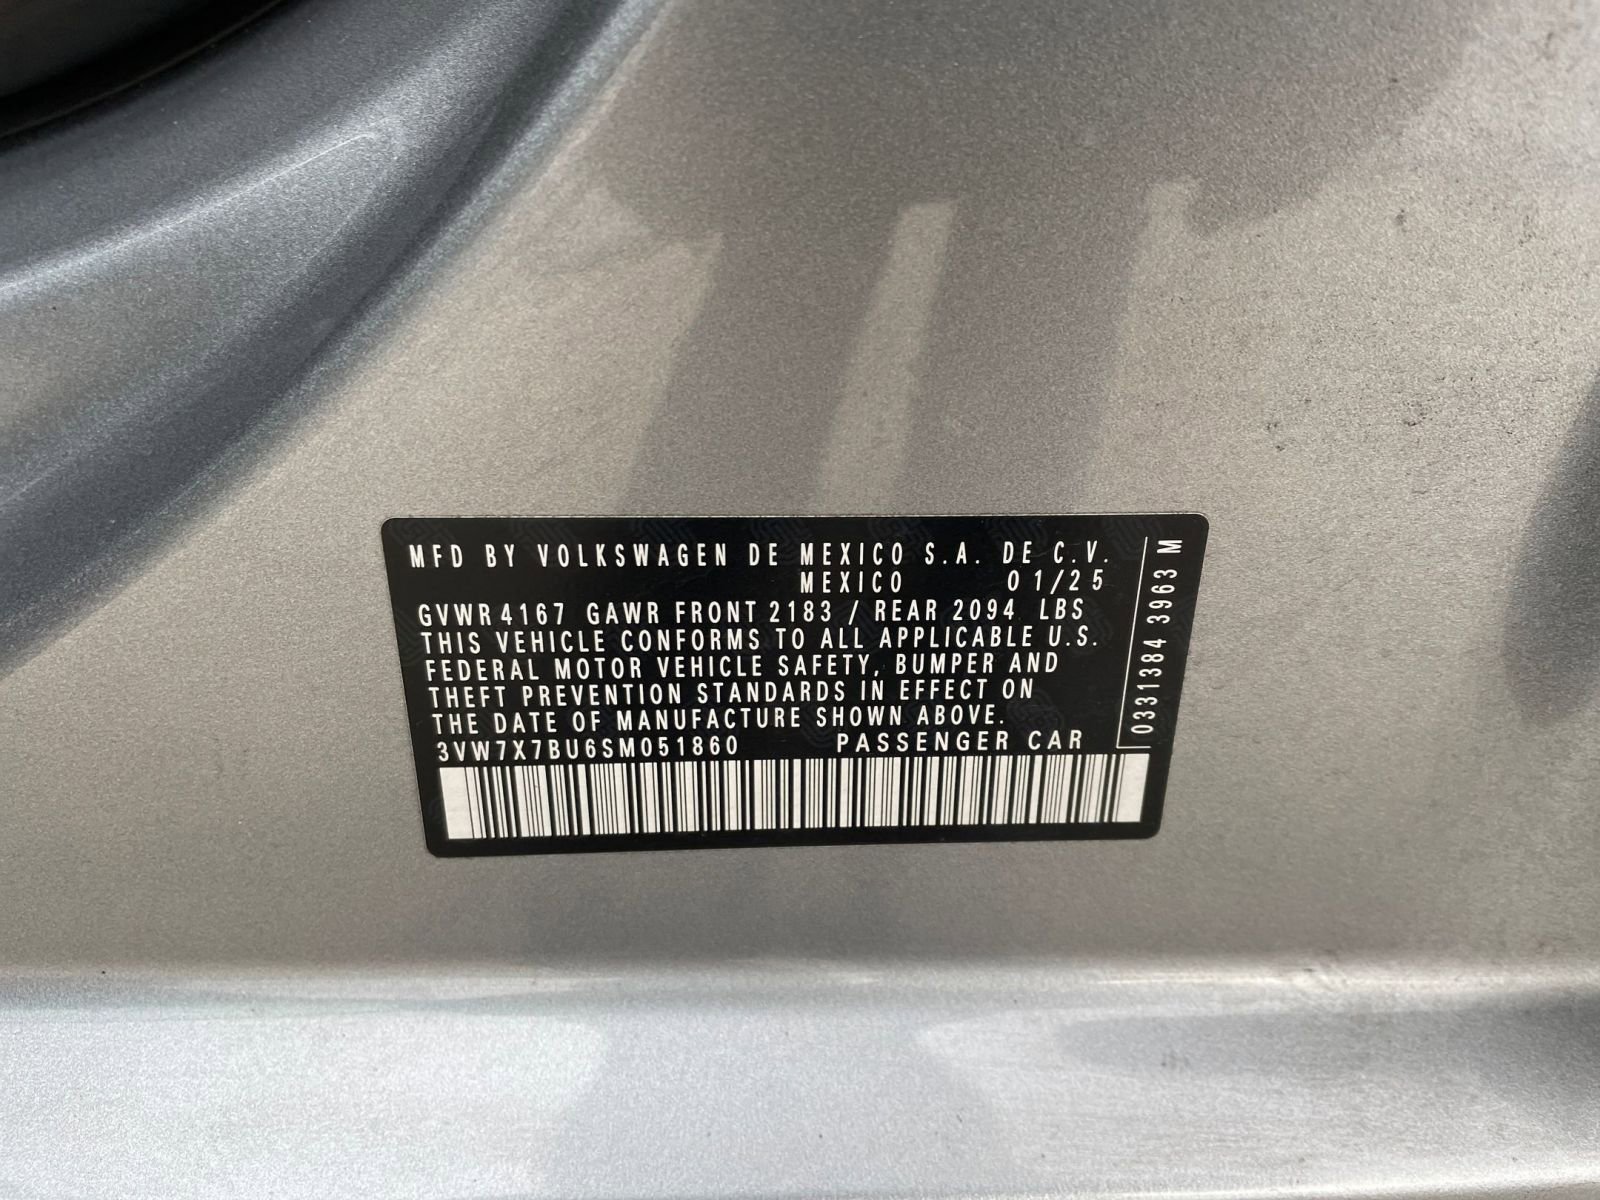 MFD BY VOLKSWAGEN DE MEXICO S.A. DE C.V.
MEXICO 01/25
GVWR 4167 GAWR FRONT 2183 / REAR 2094 LBS
THIS VEHICLE CONFORMS TO ALL APPLICABLE U.S.
FEDERAL MOTOR VEHICLE SAFETY, BUMPER AND
THEFT PREVENTION STANDARDS IN EFFECT ON
THE DATE OF MANUFACTURE SHOWN ABOVE.
3VW7X7BU6SM051860 PASSENGER CAR
0331384 3963 M